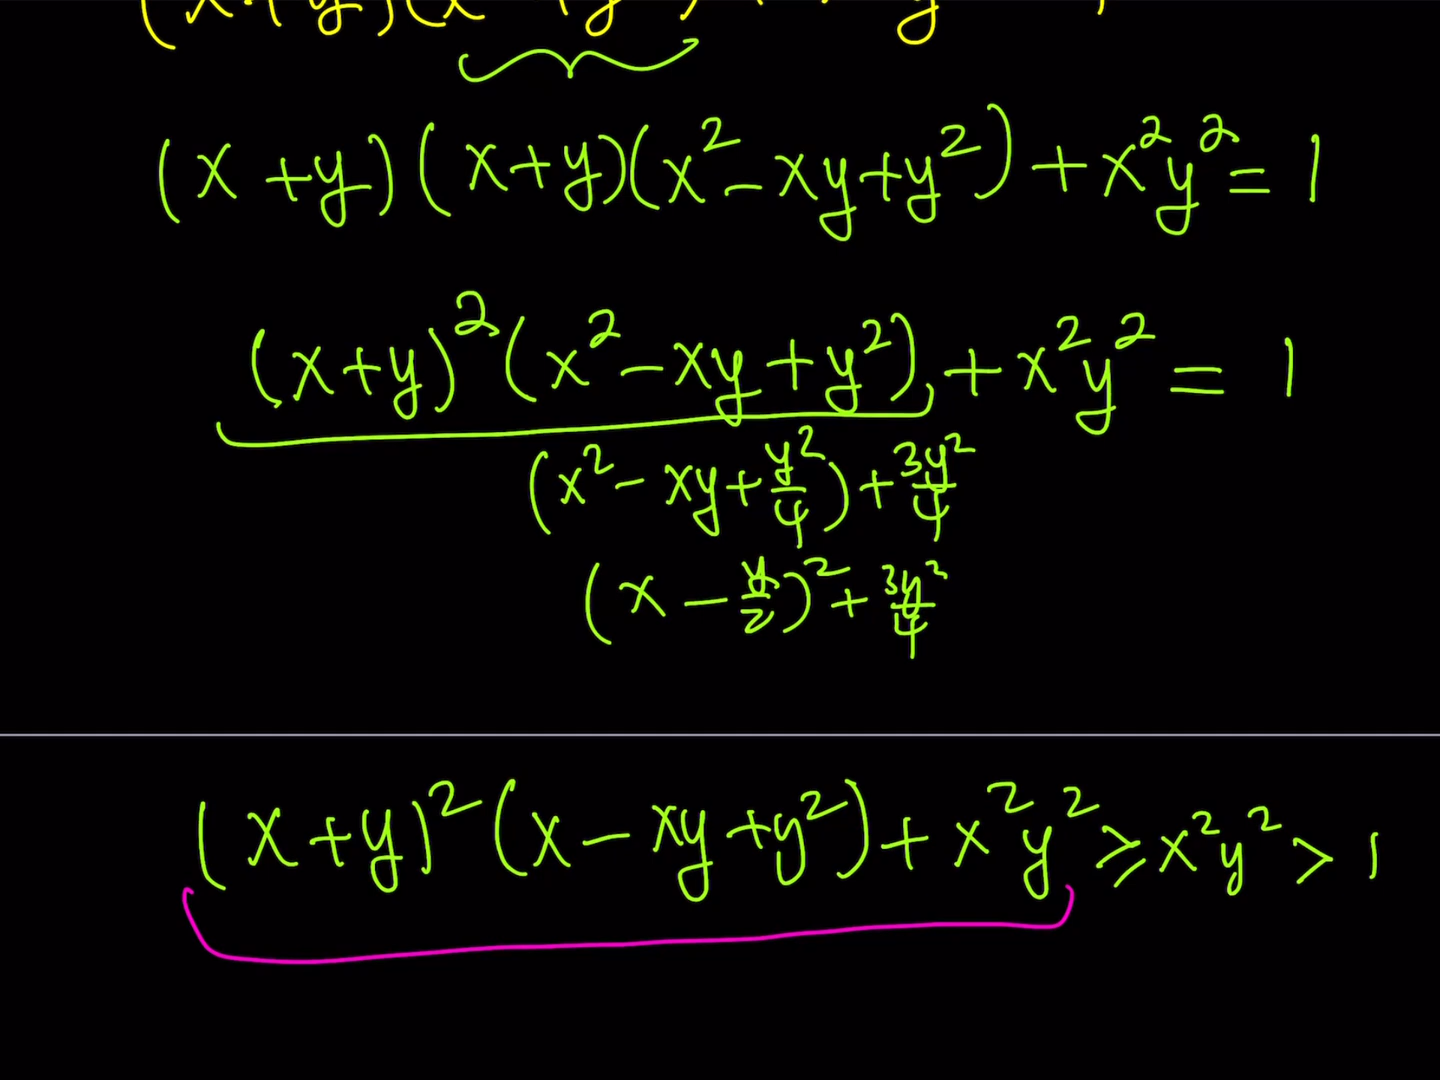 (x + y)(x+y)(x² - xy + y²) + x²y² = 1
(x+y)²(x² - xy + y²) + x²y² = 1
(x² - xy + y²/4) + 3y²/4
(x - y/2)² + 3y²/4
(x + y)²(x - xy + y²) + x²y² ≥ x²y² > 1